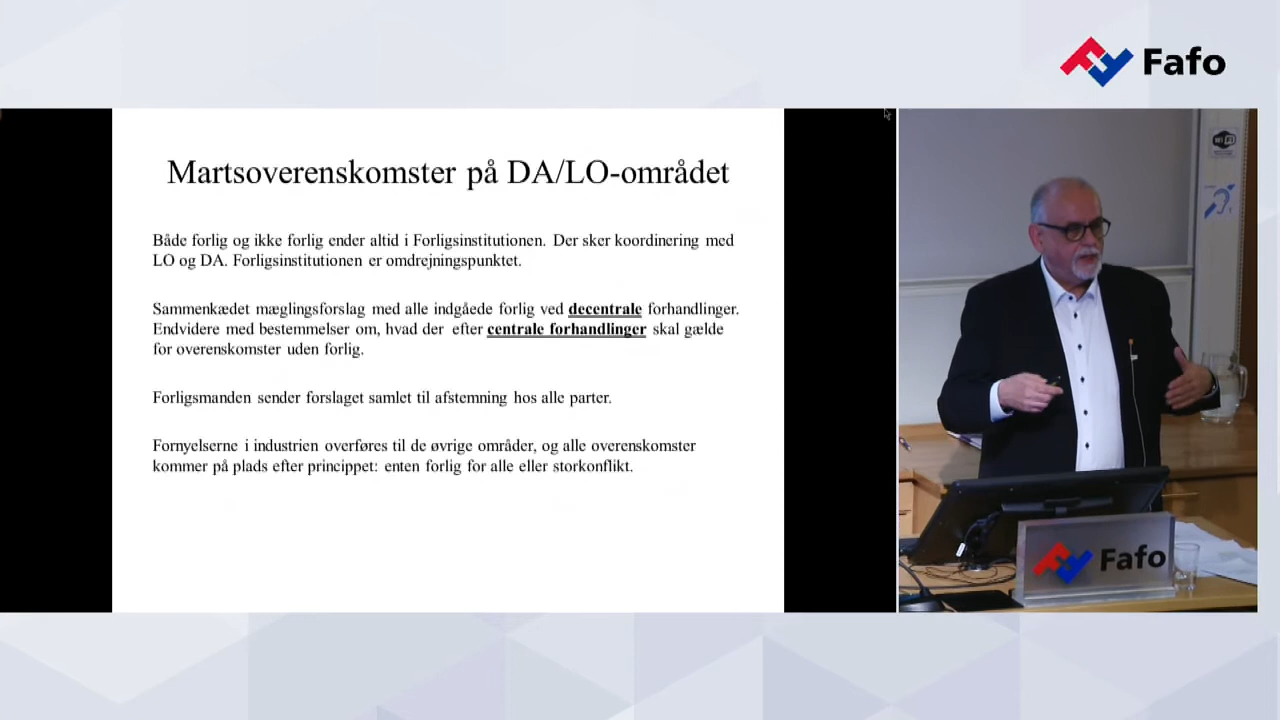 Fafo
Martsoverenskomster på DA/LO-området
Både forlig og ikke forlig ender altid i Forligsinstitutionen. Der sker koordinering med
LO og DA. Forligsinstitutionen er omdrejningspunktet.
Sammenkædet mæglingsforslag med alle indgåede forlig ved decentrale forhandlinger.
Endvidere med bestemmelser om, hvad der efter centrale forhandlinger skal gælde
for overenskomster uden forlig.
Forligsmanden sender forslaget samlet til afstemning hos alle parter.
Fornyelserne i industrien overføres til de øvrige områder, og alle overenskomster
kommer på plads efter princippet: enten forlig for alle eller storkonflikt.
Fafo